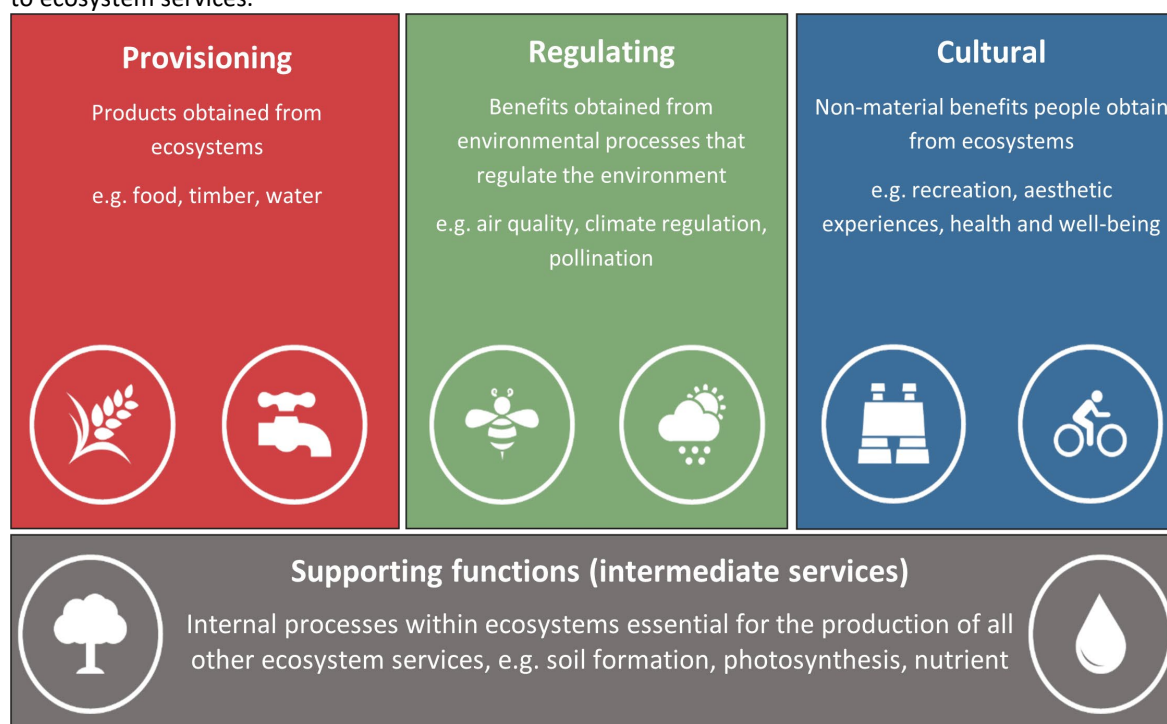 to ecosystem services.
Provisioning
Products obtained from
ecosystems
e.g. food, timber, water
Regulating
Benefits obtained from
environmental processes that
regulate the environment
e.g. air quality, climate regulation,
pollination
Cultural
Non-material benefits people obtain
from ecosystems
e.g. recreation, aesthetic
experiences, health and well-being
Supporting functions (intermediate services)
Internal processes within ecosystems essential for the production of all
other ecosystem services, e.g. soil formation, photosynthesis, nutrient